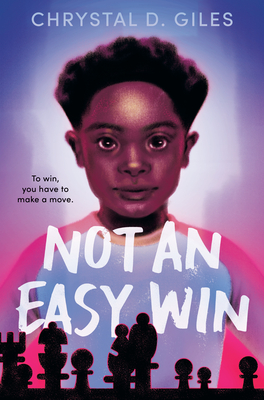 CHRYSTAL D. GILES
To win,
you have to
make a move.
NOT AN
EASY WIN